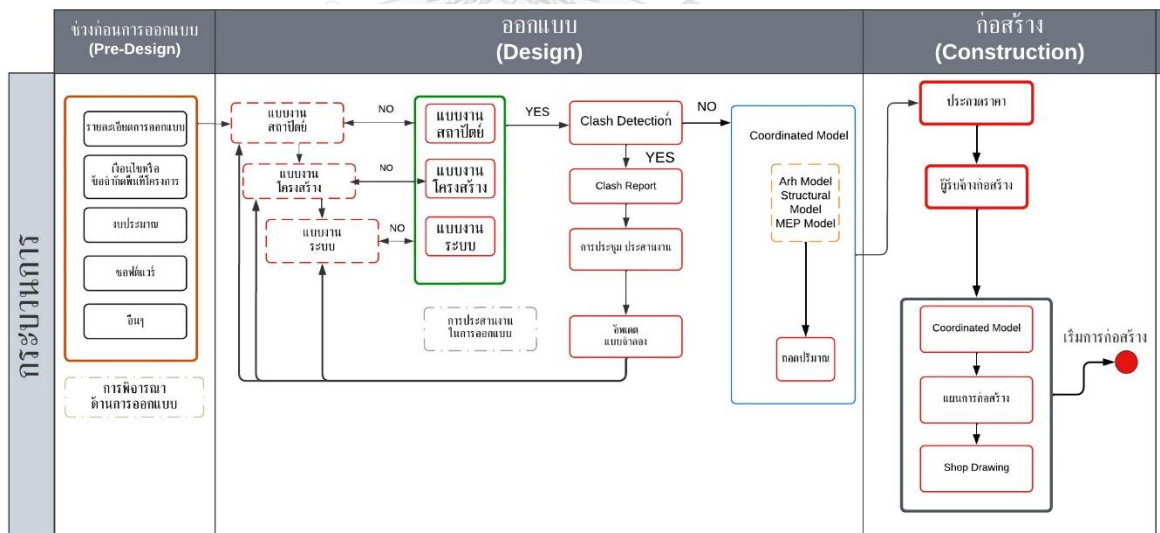 ช่วงก่อนการออกแบบ
(Pre-Design)
ออกแบบ
(Design)
ก่อสร้าง
(Construction)
กระบวนการ
รายละเอียดการออกแบบ
เงื่อนไขหรือ
ข้อจำกัดพื้นที่โครงการ
งบประมาณ
ซอฟต์แวร์
อื่นๆ
การพิจารณา
ด้านการออกแบบ
แบบงาน
สถาปัตย์
NO
แบบงาน
โครงสร้าง
NO
แบบงาน
ระบบ
NO
แบบงาน
สถาปัตย์
แบบงาน
โครงสร้าง
แบบงาน
ระบบ
การประสานงาน
ในการออกแบบ
YES
Clash Detection
NO
YES
Clash Report
การประชุม ประสานงาน
อัพเดต
แบบจำลอง
Coordinated Model
Arh Model
Structural
Model
MEP Model
ถอดปริมาณ
ประกวดราคา
ผู้รับจ้างก่อสร้าง
Coordinated Model
แผนการก่อสร้าง
Shop Drawing
เริ่มการก่อสร้าง